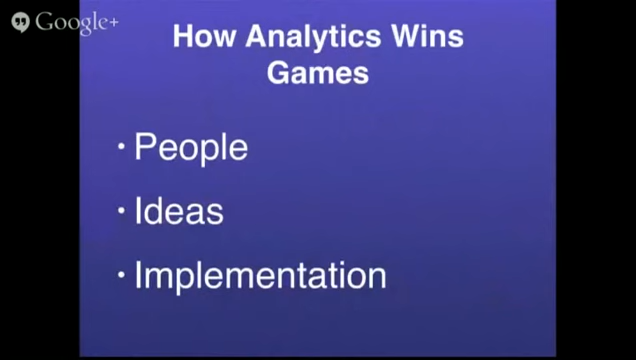 Google+
How Analytics Wins
Games
• People
• Ideas
• Implementation